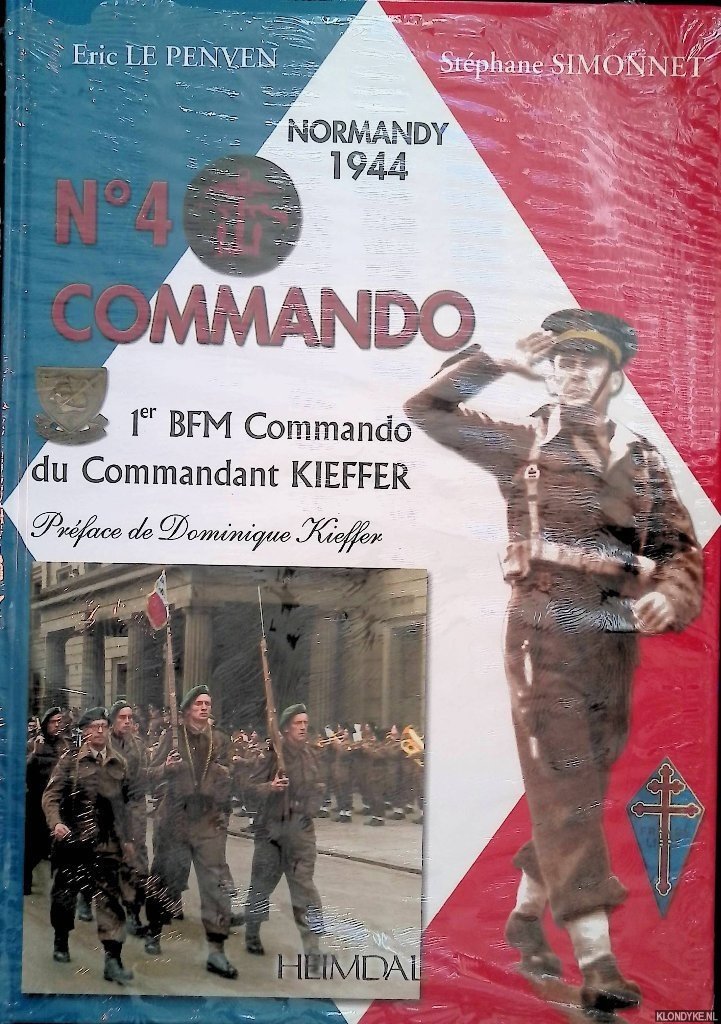 Eric LE PENVEN
Stéphane SIMONNET
NORMANDY
1944
N°4
COMMANDO
1er BFM Commando
du Commandant KIEFFER
Préface de Dominique Kieffer
HEIMDAL
KLONDYKE.NL